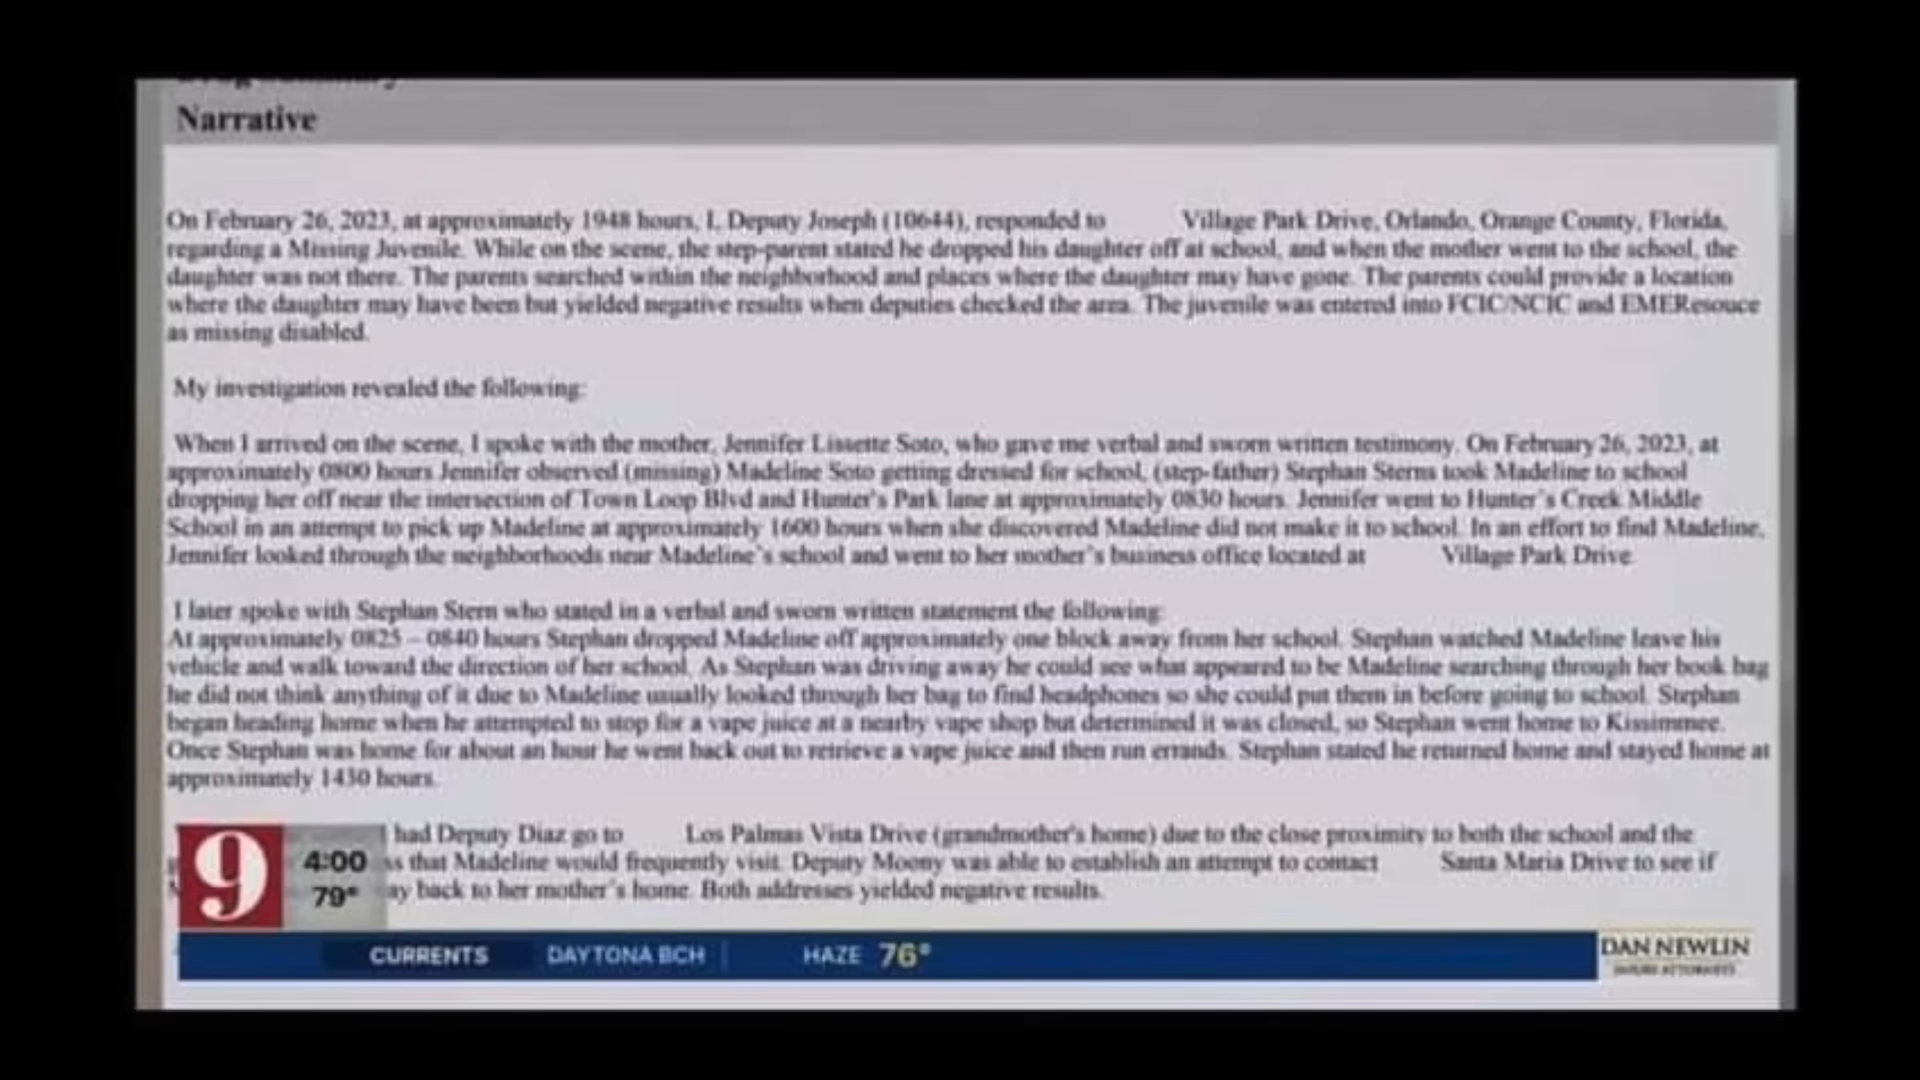 Narrative
On February 26, 2023, at approximately 1948 hours, I, Deputy Joseph (10644), responded to Village Park Drive, Orlando, Orange County, Florida,
regarding a Missing Juvenile. While on the scene, the step-parent stated he dropped his daughter off at school, and when the mother went to the school, the
daughter was not there. The parents searched within the neighborhood and places where the daughter may have gone. The parents could provide a location
where the daughter may have been but yielded negative results when deputies checked the area. The juvenile was entered into FCIC/NCIC and EMEResouce
as missing disabled.
My investigation revealed the following:
When I arrived on the scene, I spoke with the mother, Jennifer Lissette Soto, who gave me verbal and sworn written testimony. On February 26, 2023, at
approximately 0800 hours Jennifer observed (missing) Madeline Soto getting dressed for school, (step-father) Stephan Sterns took Madeline to school
dropping her off near the intersection of Town Loop Blvd and Hunter's Park lane at approximately 0830 hours. Jennifer went to Hunter's Creek Middle
School in an attempt to pick up Madeline at approximately 1600 hours when she discovered Madeline did not make it to school. In an effort to find Madeline,
Jennifer looked through the neighborhoods near Madeline's school and went to her mother's business office located at Village Park Drive.
I later spoke with Stephan Stern who stated in a verbal and sworn written statement the following:
At approximately 0825 – 0840 hours Stephan dropped Madeline off approximately one block away from her school. Stephan watched Madeline leave his
vehicle and walk toward the direction of her school. As Stephan was driving away he could see what appeared to be Madeline searching through her book bag
he did not think anything of it due to Madeline usually looked through her bag to find headphones so she could put them in before going to school. Stephan
began heading home when he attempted to stop for a vape juice at a nearby vape shop but determined it was closed, so Stephan went home to Kissimmee.
Once Stephan was home for about an hour he went back out to retrieve a vape juice and then run errands. Stephan stated he returned home and stayed home at
approximately 1430 hours.
I had Deputy Diaz go to Los Palmas Vista Drive (grandmother's home) due to the close proximity to both the school and the
that Madeline would frequently visit. Deputy Moony was able to establish an attempt to contact Santa Maria Drive to see if
back to her mother's home. Both addresses yielded negative results.
9
4:00
79°
CURRENTS DAYTONA BCH HAZE 76°
DAN NEWLIN
INJURY ATTORNEYS